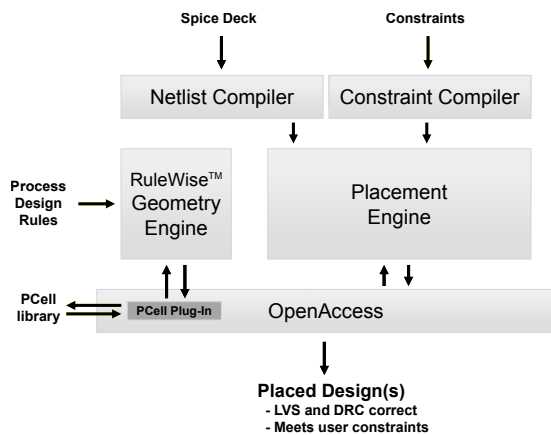 Spice Deck
Constraints
Netlist Compiler
Constraint Compiler
Process
Design
Rules
RuleWise™
Geometry
Engine
Placement
Engine
PCell
library
PCell Plug-In
OpenAccess
Placed Design(s)
- LVS and DRC correct
- Meets user constraints